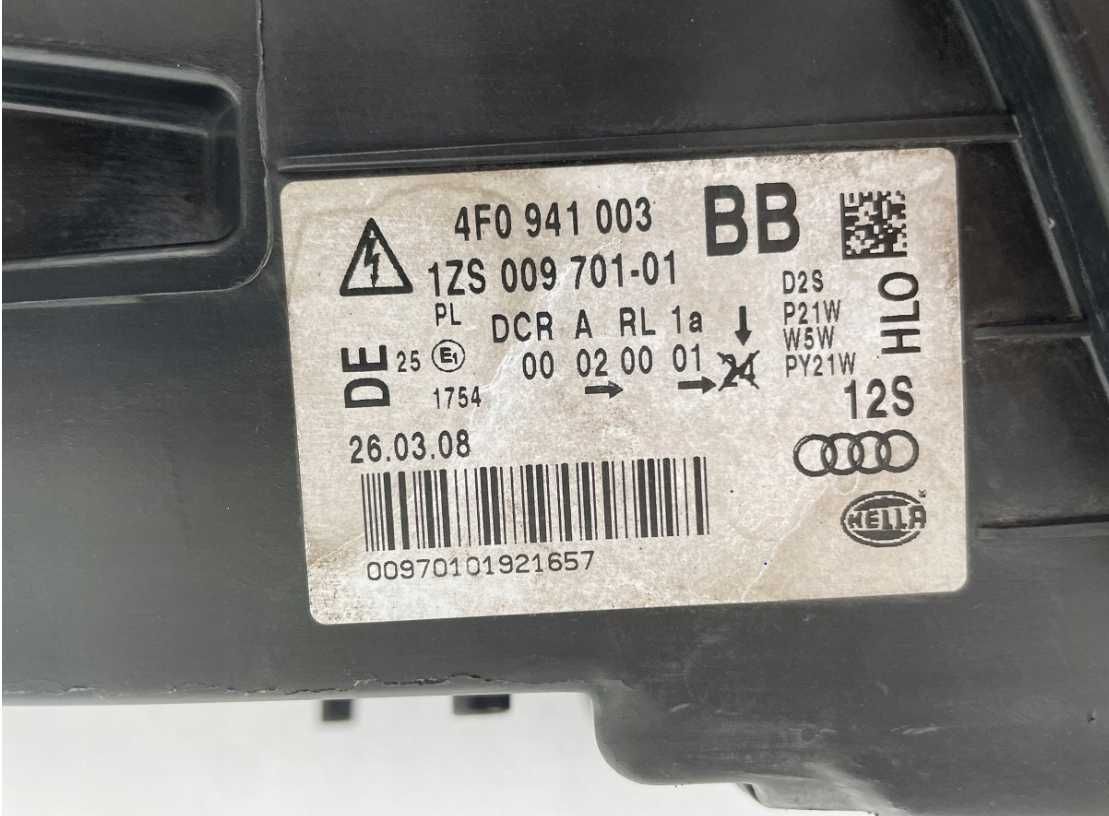 4F0 941 003 BB
1ZS 009 701-01
PL DCR A RL 1a
DE 25 E1 00 02 00 01 24
1754
D2S
P21W
W5W
PY21W
HLO
12S
26.03.08
00970101921657
HELLA